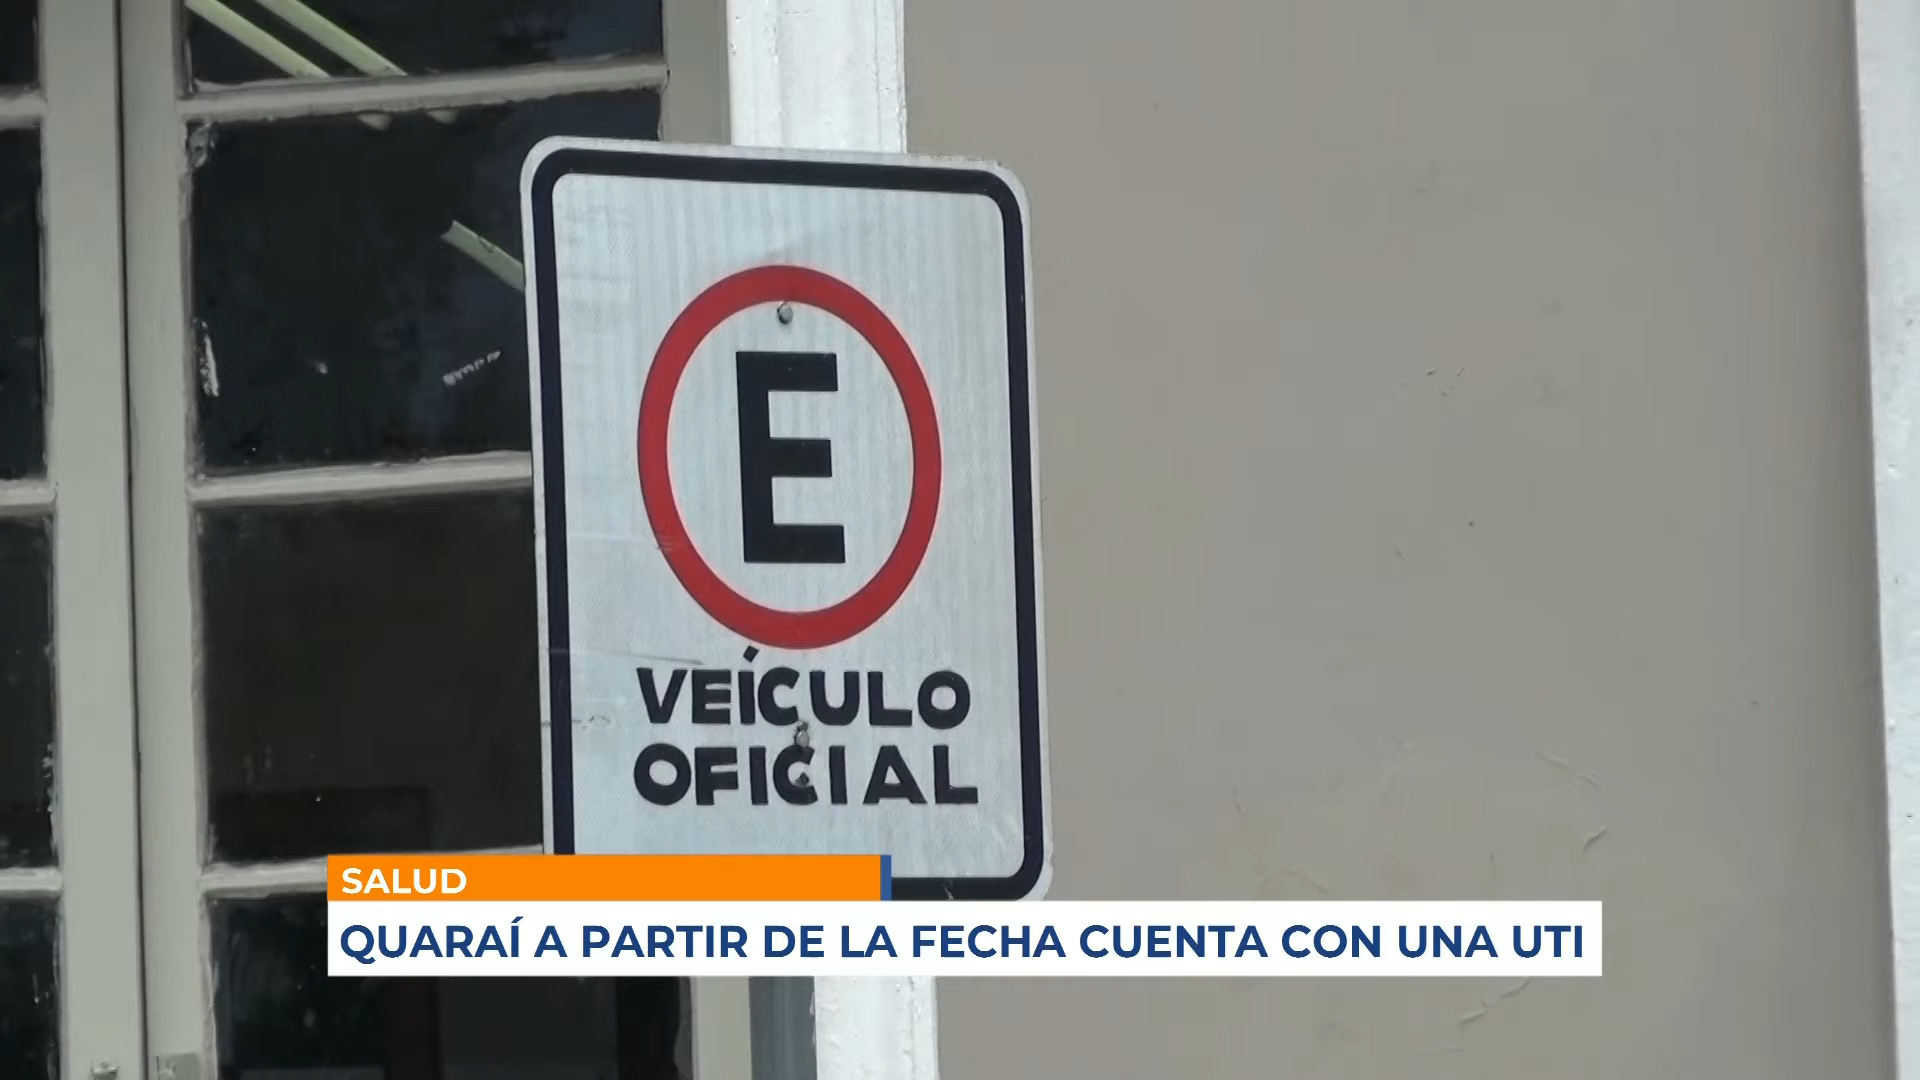 E
VEÍCULO
OFICIAL
SALUD
QUARAÍ A PARTIR DE LA FECHA CUENTA CON UNA UTI